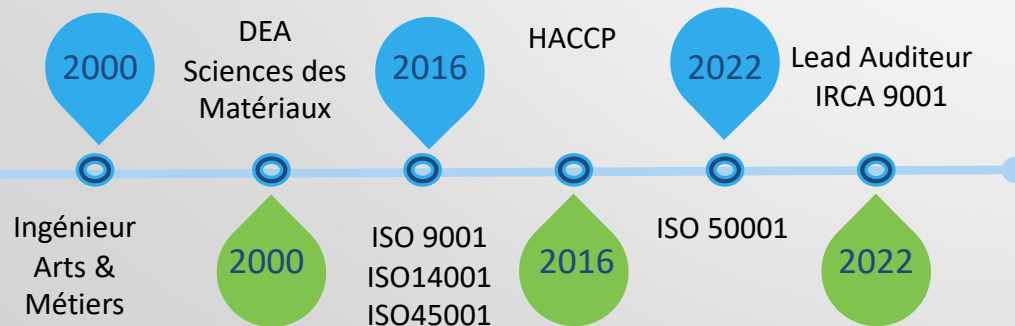 2000
Ingénieur
Arts &
Métiers
DEA
Sciences des
Matériaux
2000
2016
ISO 9001
ISO14001
ISO45001
HACCP
2016
2022
ISO 50001
Lead Auditeur
IRCA 9001
2022